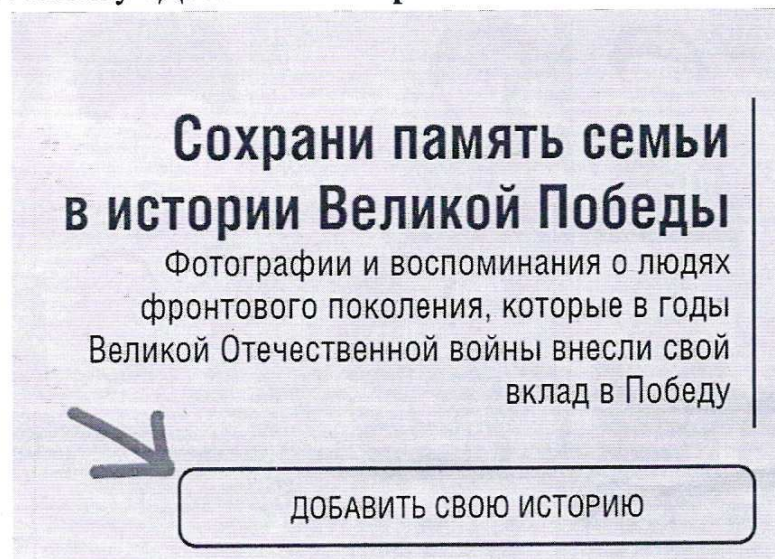 Сохрани память семьи
в истории Великой Победы
Фотографии и воспоминания о людях
фронтового поколения, которые в годы
Великой Отечественной войны внесли свой
вклад в Победу
ДОБАВИТЬ СВОЮ ИСТОРИЮ